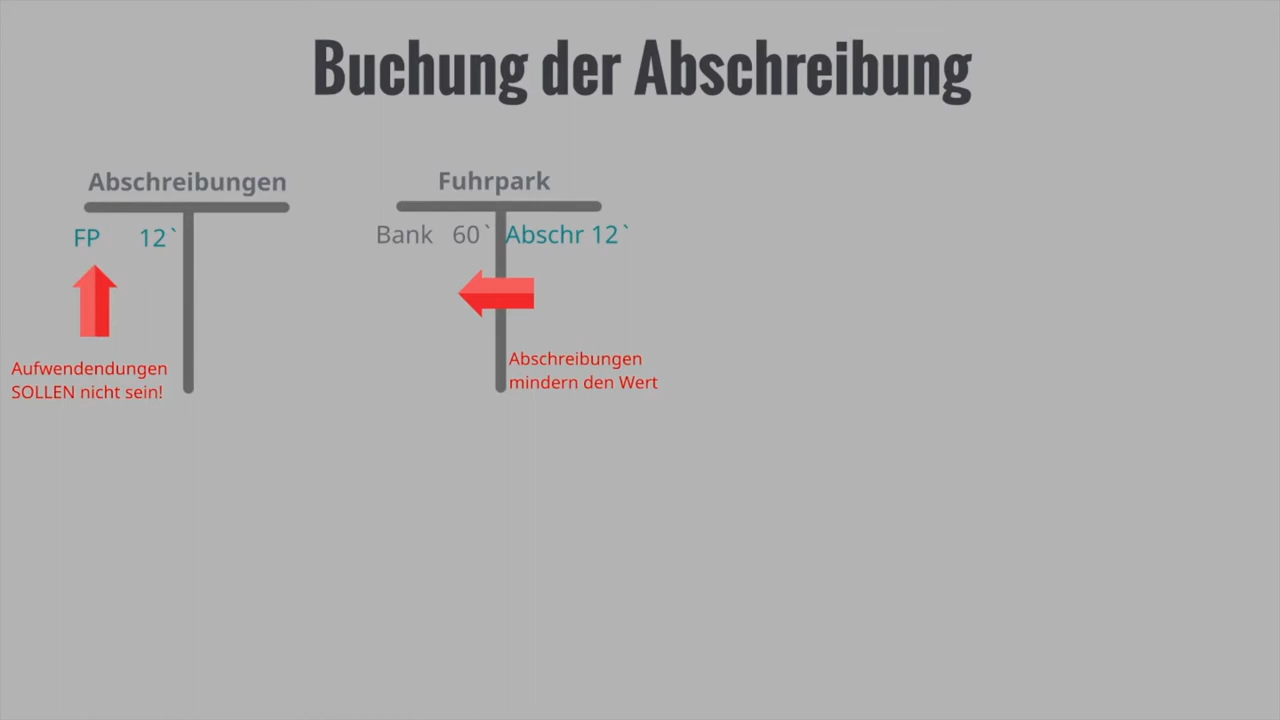 Buchung der Abschreibung
Abschreibungen
FP 12`
Aufwendendungen
SOLLEN nicht sein!
Fuhrpark
Bank 60` Abschr 12`
Abschreibungen
mindern den Wert